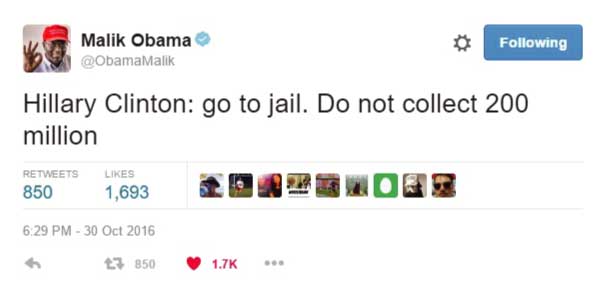 Malik Obama
@ObamaMalik
Following
Hillary Clinton: go to jail. Do not collect 200
million
RETWEETS LIKES
850 1,693
6:29 PM - 30 Oct 2016
850 1.7K